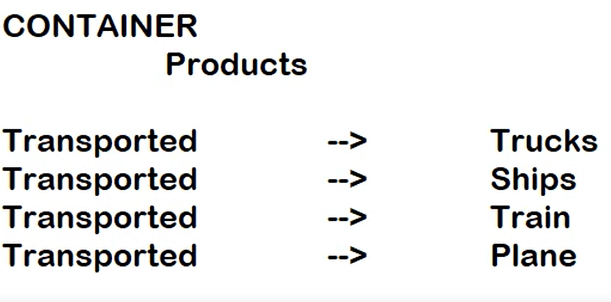 CONTAINER
Products
Transported --> Trucks
Transported --> Ships
Transported --> Train
Transported --> Plane